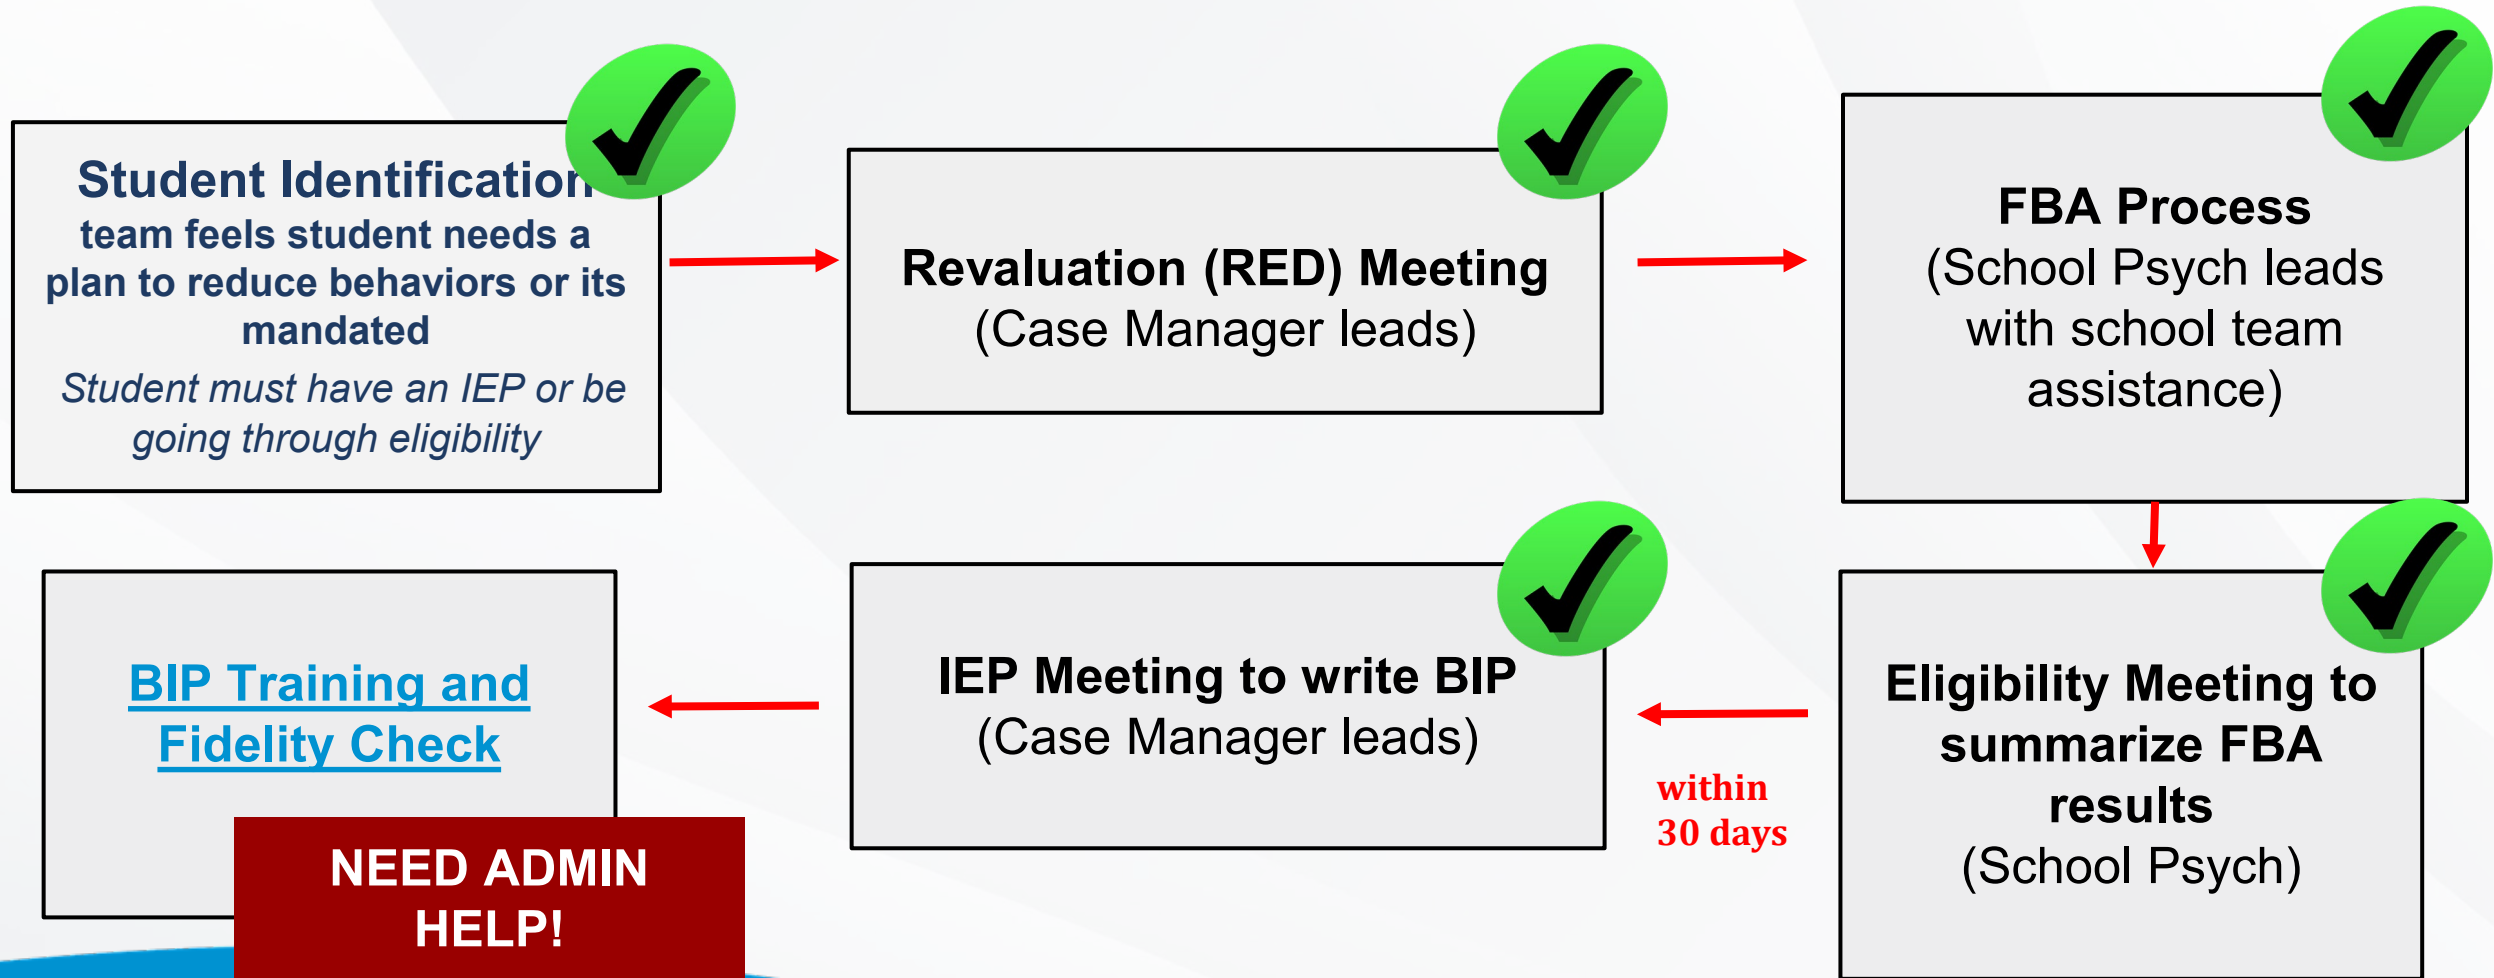 Student Identification
team feels student needs a
plan to reduce behaviors or its
mandated
Student must have an IEP or be
going through eligibility
Revaluation (RED) Meeting
(Case Manager leads)
FBA Process
(School Psych leads
with school team
assistance)
Eligibility Meeting to
summarize FBA
results
(School Psych)
within
30 days
IEP Meeting to write BIP
(Case Manager leads)
BIP Training and
Fidelity Check
NEED ADMIN
HELP!